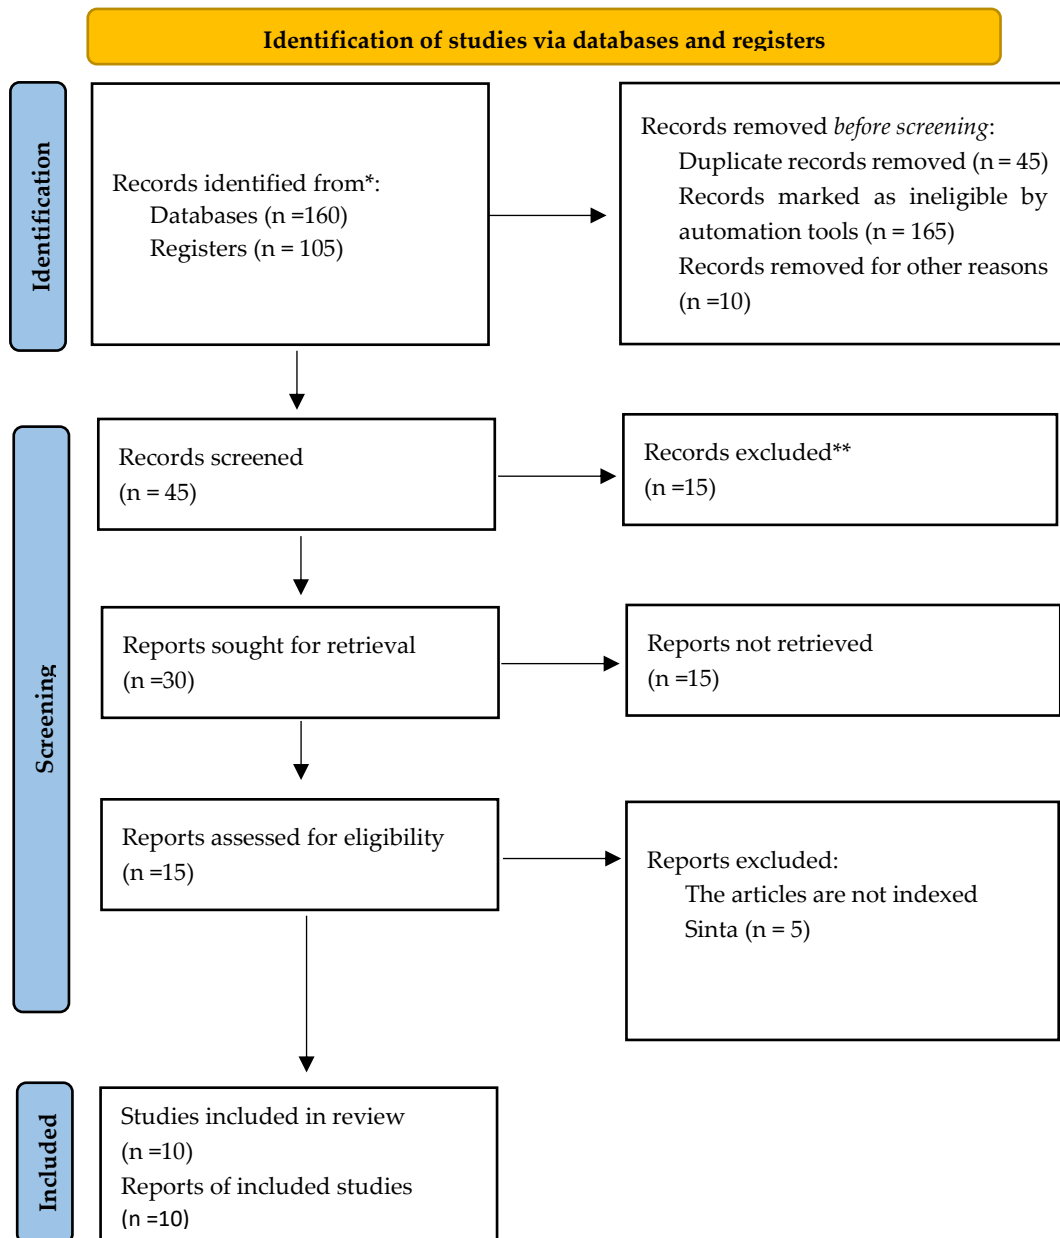 Identification of studies via databases and registers
Identification
Records identified from*:
Databases (n =160)
Registers (n = 105)
Records removed before screening:
Duplicate records removed (n = 45)
Records marked as ineligible by
automation tools (n = 165)
Records removed for other reasons
(n =10)
Screening
Records screened
(n = 45)
Records excluded**
(n =15)
Reports sought for retrieval
(n =30)
Reports not retrieved
(n =15)
Reports assessed for eligibility
(n =15)
Reports excluded:
The articles are not indexed
Sinta (n = 5)
Included
Studies included in review
(n =10)
Reports of included studies
(n =10)